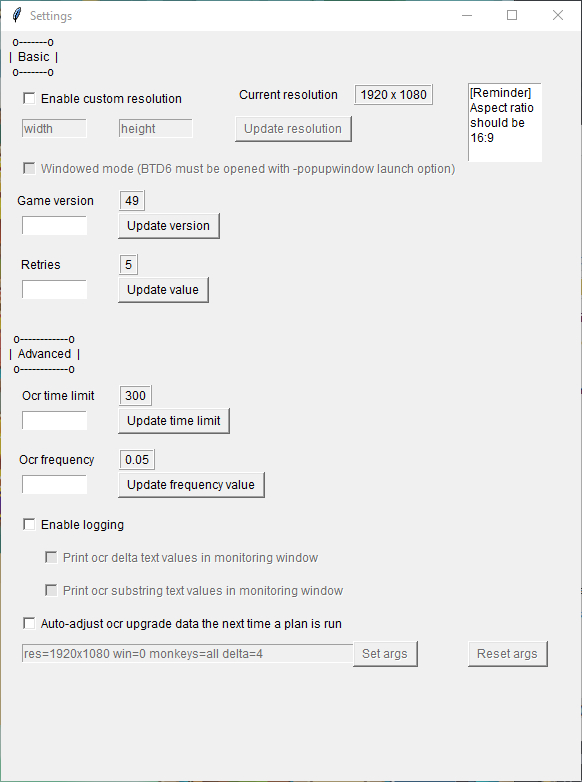 Settings
o-------o
| Basic |
o-------o
Enable custom resolution
Current resolution
1920 x 1080
[Reminder]
Aspect ratio
should be
16:9
width
height
Update resolution
Windowed mode (BTD6 must be opened with -popupwindow launch option)
Game version
49
Update version
Retries
5
Update value
o------------o
| Advanced |
o------------o
Ocr time limit
300
Update time limit
Ocr frequency
0.05
Update frequency value
Enable logging
Print ocr delta text values in monitoring window
Print ocr substring text values in monitoring window
Auto-adjust ocr upgrade data the next time a plan is run
res=1920x1080 win=0 monkeys=all delta=4
Set args
Reset args